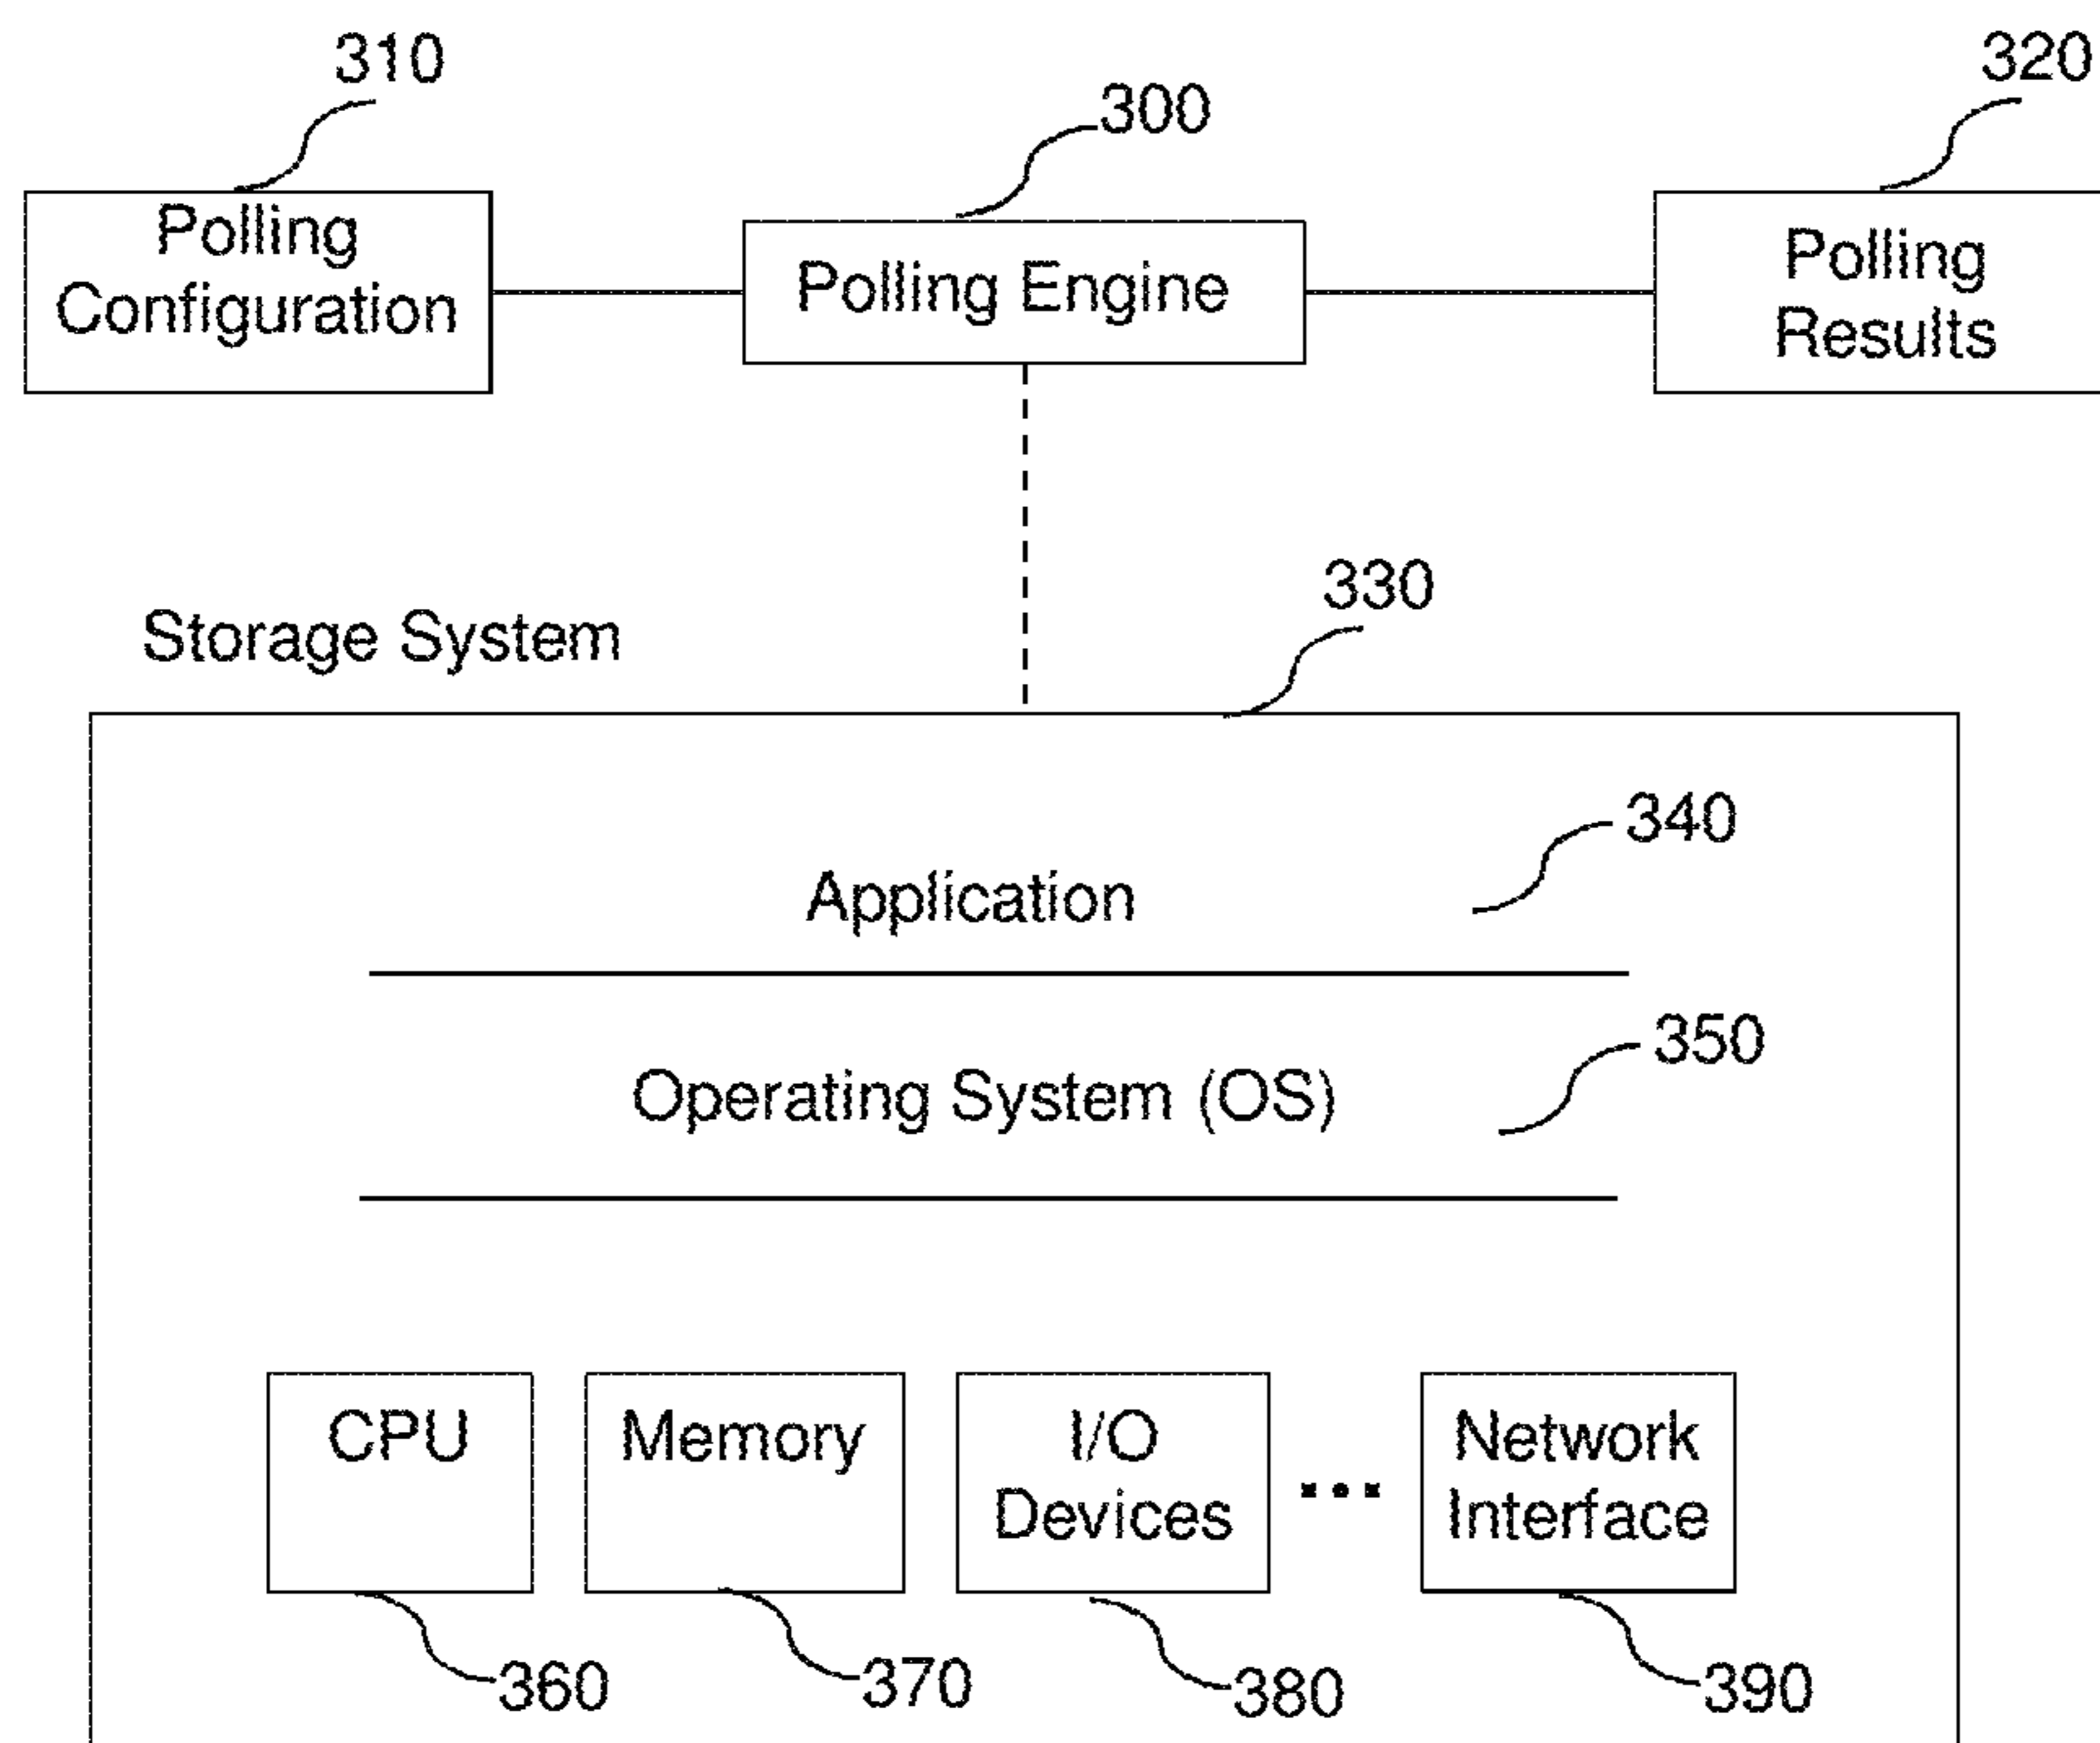 310
300
320
Polling
Configuration
Polling Engine
Polling
Results
330
Storage System
340
Application
350
Operating System (OS)
CPU
Memory
I/O
Devices
...
Network
Interface
360
370
380
390